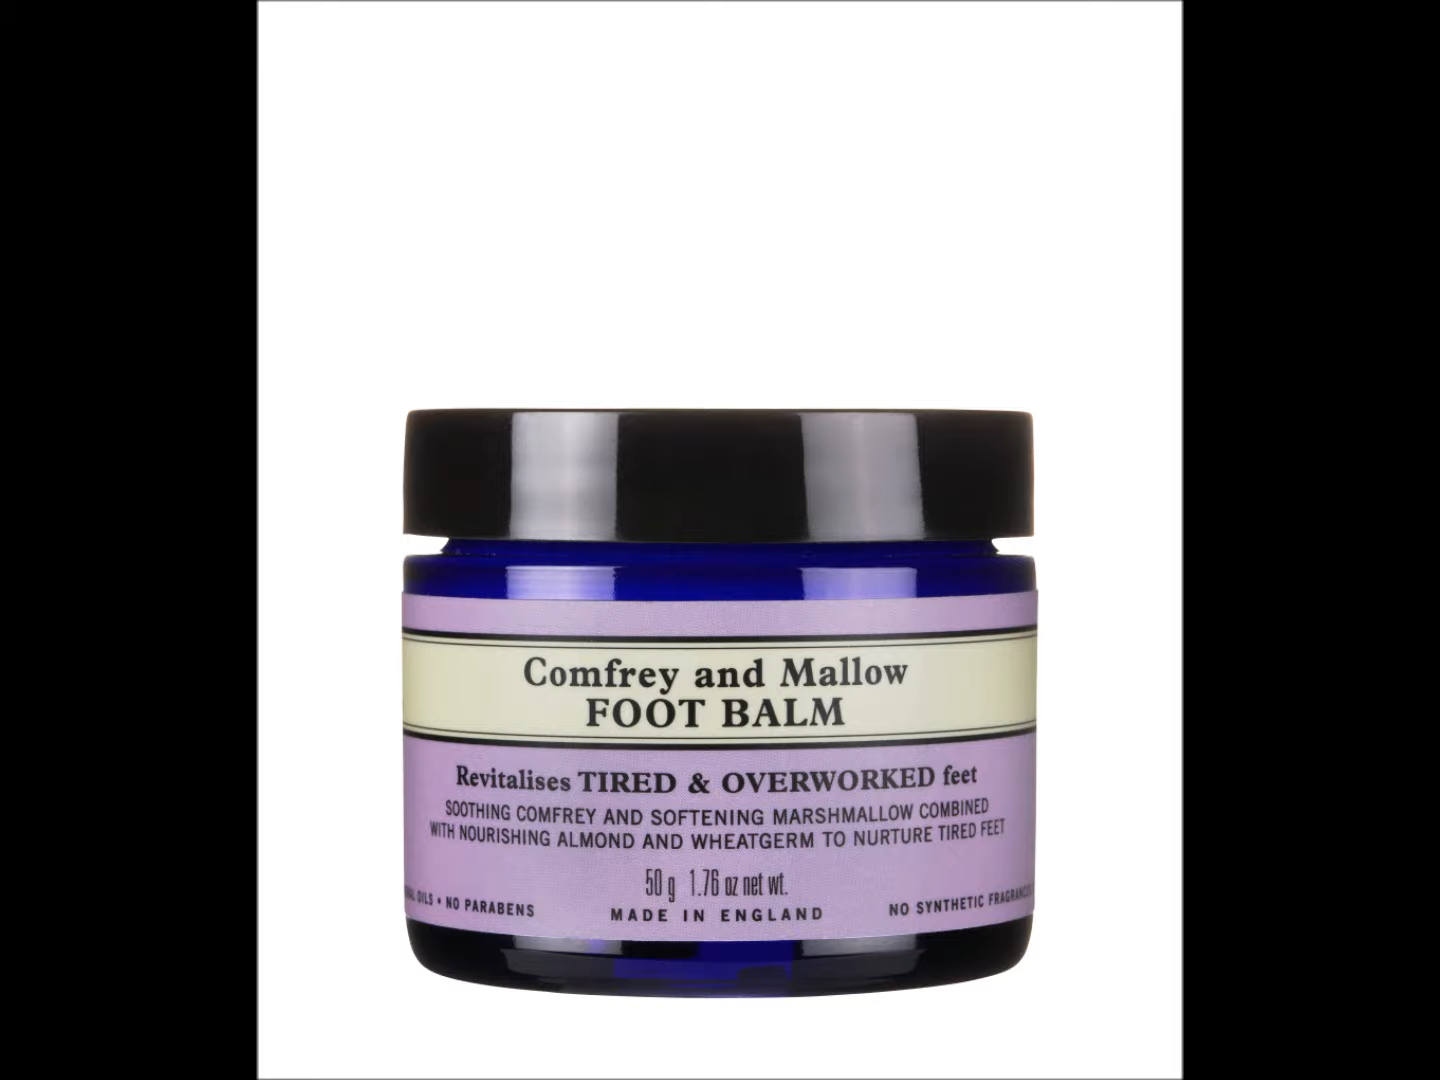 Comfrey and Mallow
FOOT BALM
Revitalises TIRED & OVERWORKED feet
SOOTHING COMFREY AND SOFTENING MARSHMALLOW COMBINED
WITH NOURISHING ALMOND AND WHEATGERM TO NURTURE TIRED FEET
50 g 1.76 oz net wt.
OILS • NO PARABENS
MADE IN ENGLAND
NO SYNTHETIC